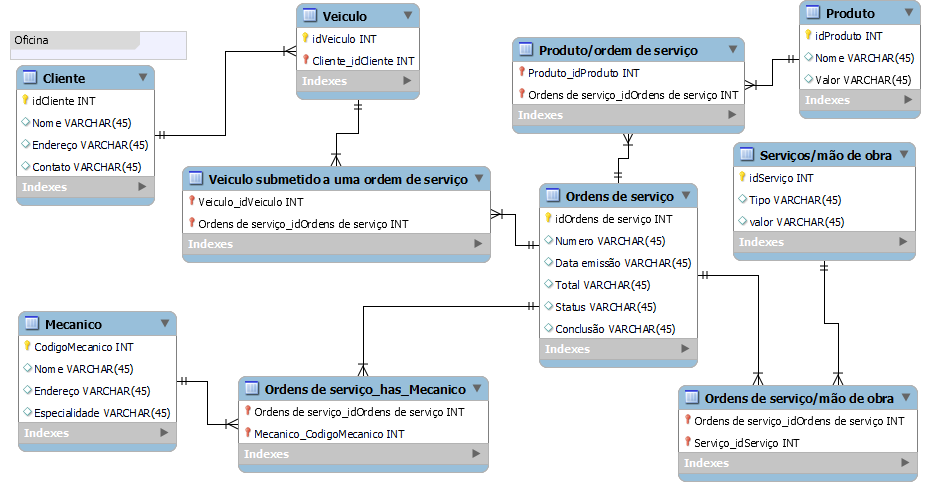 Oficina
Cliente
idCliente INT
Nome VARCHAR(45)
Endereço VARCHAR(45)
Contato VARCHAR(45)
Indexes
Veiculo
idVeiculo INT
Cliente_idCliente INT
Indexes
Produto/ordem de serviço
Produto_idProduto INT
Ordens de serviço_idOrdens de serviço INT
Indexes
Produto
idProduto INT
Nome VARCHAR(45)
Valor VARCHAR(45)
Indexes
Veiculo submetido a uma ordem de serviço
Veiculo_idVeiculo INT
Ordens de serviço_idOrdens de serviço INT
Indexes
Ordens de serviço
idOrdens de serviço INT
Numero VARCHAR(45)
Data emissão VARCHAR(45)
Total VARCHAR(45)
Status VARCHAR(45)
Conclusão VARCHAR(45)
Indexes
Serviços/mão de obra
idServiço INT
Tipo VARCHAR(45)
valor VARCHAR(45)
Indexes
Mecanico
CodigoMecanico INT
Nome VARCHAR(45)
Endereço VARCHAR(45)
Especialidade VARCHAR(45)
Indexes
Ordens de serviço_has_Mecanico
Ordens de serviço_idOrdens de serviço INT
Mecanico_CodigoMecanico INT
Indexes
Ordens de serviço/mão de obra
Ordens de serviço_idOrdens de serviço INT
Serviço_idServiço INT
Indexes